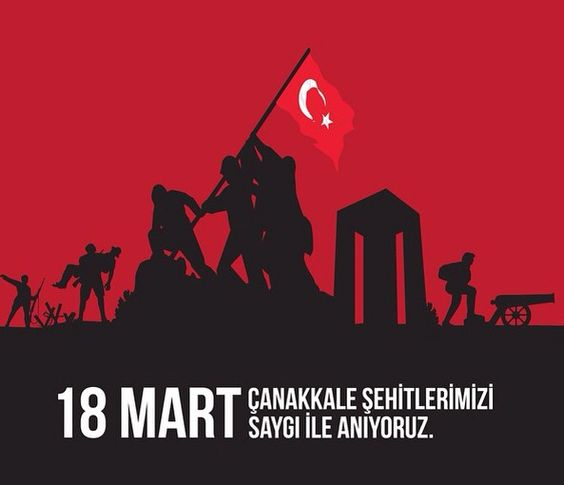 18 MART
ÇANAKKALE ŞEHİTLERİMİZİ
SAYGI İLE ANIYORUZ.